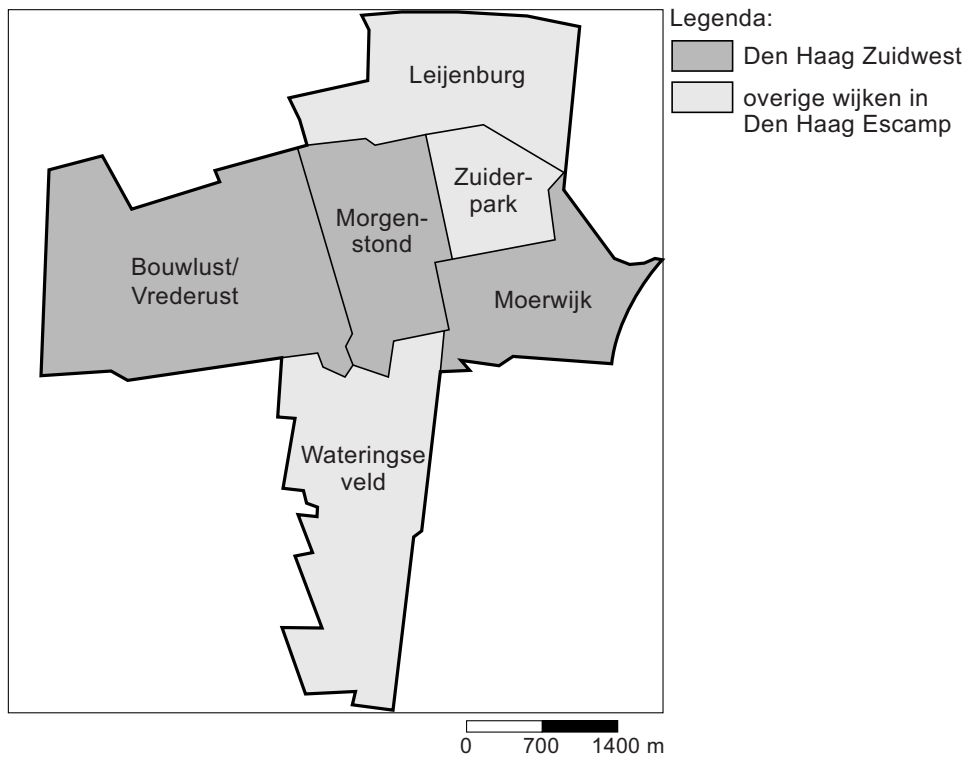 Legenda:
Den Haag Zuidwest
overige wijken in
Den Haag Escamp
Leijenburg
Zuider-
park
Morgen-
stond
Bouwlust/
Vrederust
Moerwijk
Wateringse
veld
0 700 1400 m